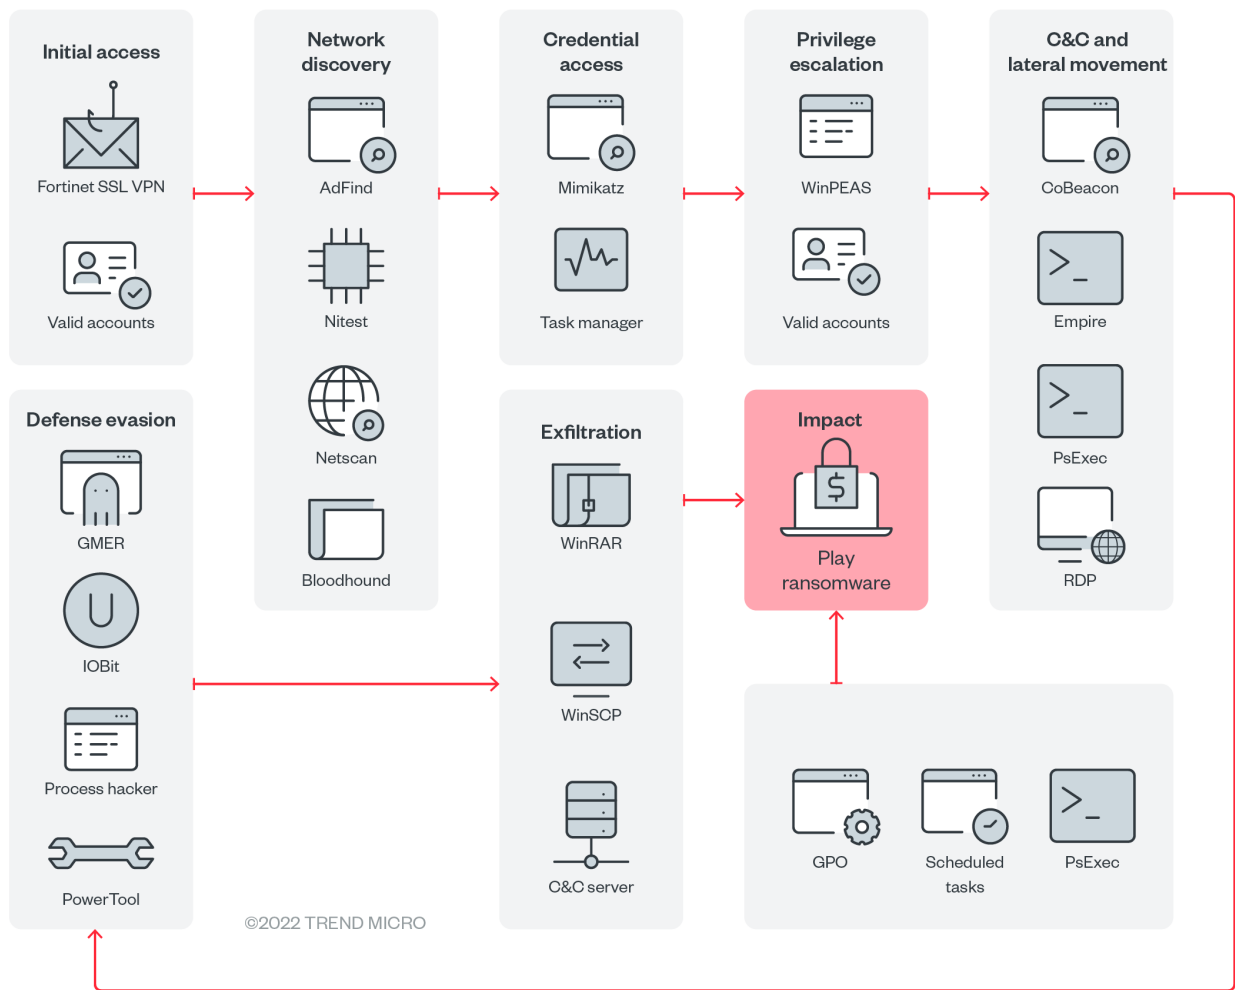 Initial access
Fortinet SSL VPN
Valid accounts
Network
discovery
AdFind
Nitest
Netscan
Bloodhound
Credential
access
Mimikatz
Task manager
Privilege
escalation
WinPEAS
Valid accounts
C&C and
lateral movement
CoBeacon
Empire
PsExec
RDP
Defense evasion
GMER
U
IOBit
Process hacker
PowerTool
Exfiltration
WinRAR
WinSCP
C&C server
Impact
$
Play
ransomware
GPO
Scheduled
tasks
PsExec
©2022 TREND MICRO